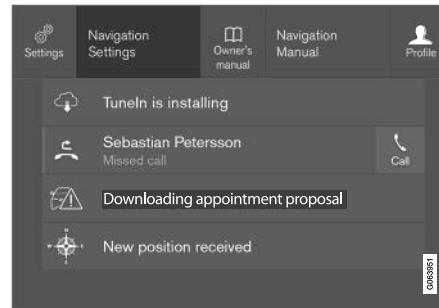 Settings
Navigation
Settings
Owner's
manual
Navigation
Manual
Profile
TuneIn is installing
Sebastian Petersson
Missed call
Call
Downloading appointment proposal
New position received
G063951